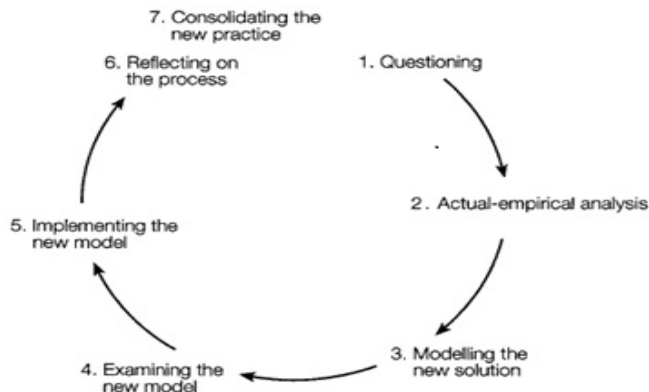 7. Consolidating the
new practice
6. Reflecting on
the process
1. Questioning
2. Actual-empirical analysis
5. Implementing the
new model
3. Modelling the
new solution
4. Examining the
new model